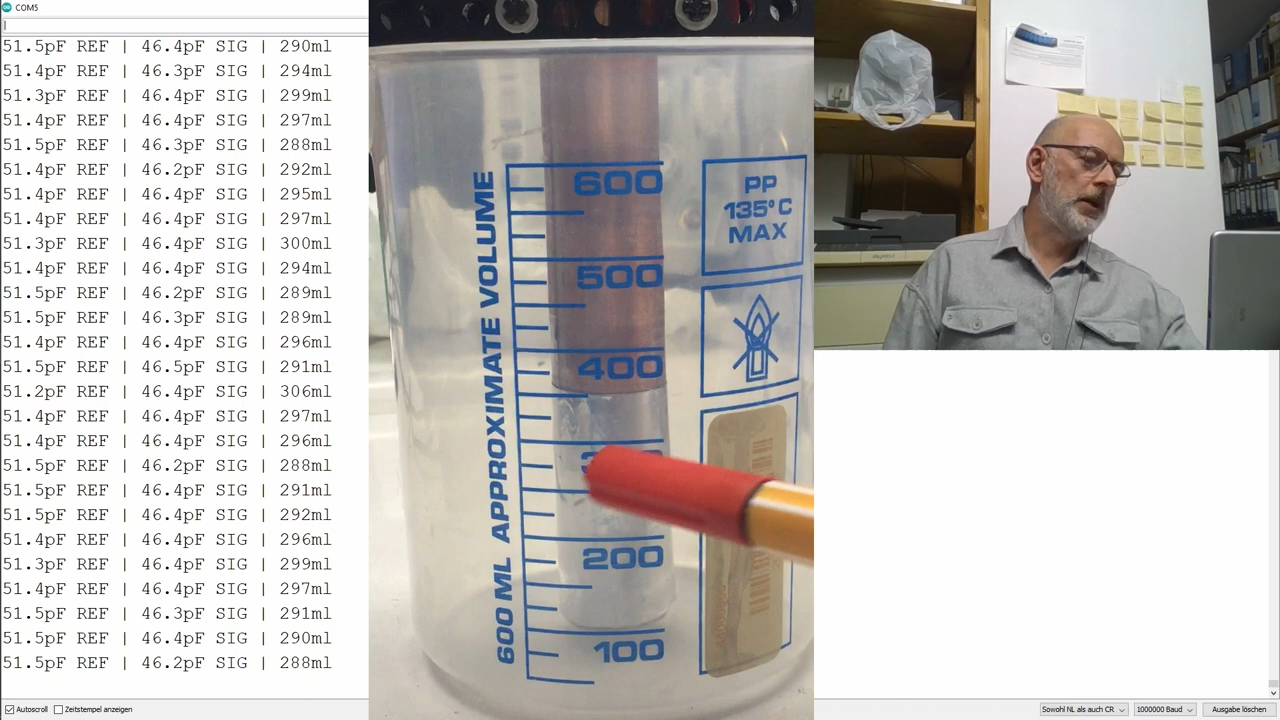 COM5
51.5pF REF | 46.4pF SIG | 290ml
51.4pF REF | 46.3pF SIG | 294ml
51.3pF REF | 46.4pF SIG | 299ml
51.4pF REF | 46.4pF SIG | 297ml
51.5pF REF | 46.3pF SIG | 288ml
51.4pF REF | 46.2pF SIG | 292ml
51.4pF REF | 46.4pF SIG | 295ml
51.4pF REF | 46.4pF SIG | 297ml
51.3pF REF | 46.4pF SIG | 300ml
51.4pF REF | 46.4pF SIG | 294ml
51.5pF REF | 46.2pF SIG | 289ml
51.5pF REF | 46.3pF SIG | 289ml
51.4pF REF | 46.4pF SIG | 296ml
51.4pF REF | 46.5pF SIG | 291ml
51.2pF REF | 46.4pF SIG | 306ml
51.4pF REF | 46.4pF SIG | 297ml
51.4pF REF | 46.4pF SIG | 296ml
51.5pF REF | 46.2pF SIG | 288ml
51.5pF REF | 46.4pF SIG | 291ml
51.5pF REF | 46.4pF SIG | 292ml
51.4pF REF | 46.4pF SIG | 296ml
51.3pF REF | 46.4pF SIG | 299ml
51.4pF REF | 46.4pF SIG | 297ml
51.5pF REF | 46.3pF SIG | 291ml
51.5pF REF | 46.4pF SIG | 290ml
51.5pF REF | 46.2pF SIG | 288ml
Autoscroll
Zeitstempel anzeigen
600 ML APPROXIMATE VOLUME
600
500
400
200
100
PP
135°C
MAX
Sowohl NL als auch CR
1000000 Baud
Ausgabe löschen